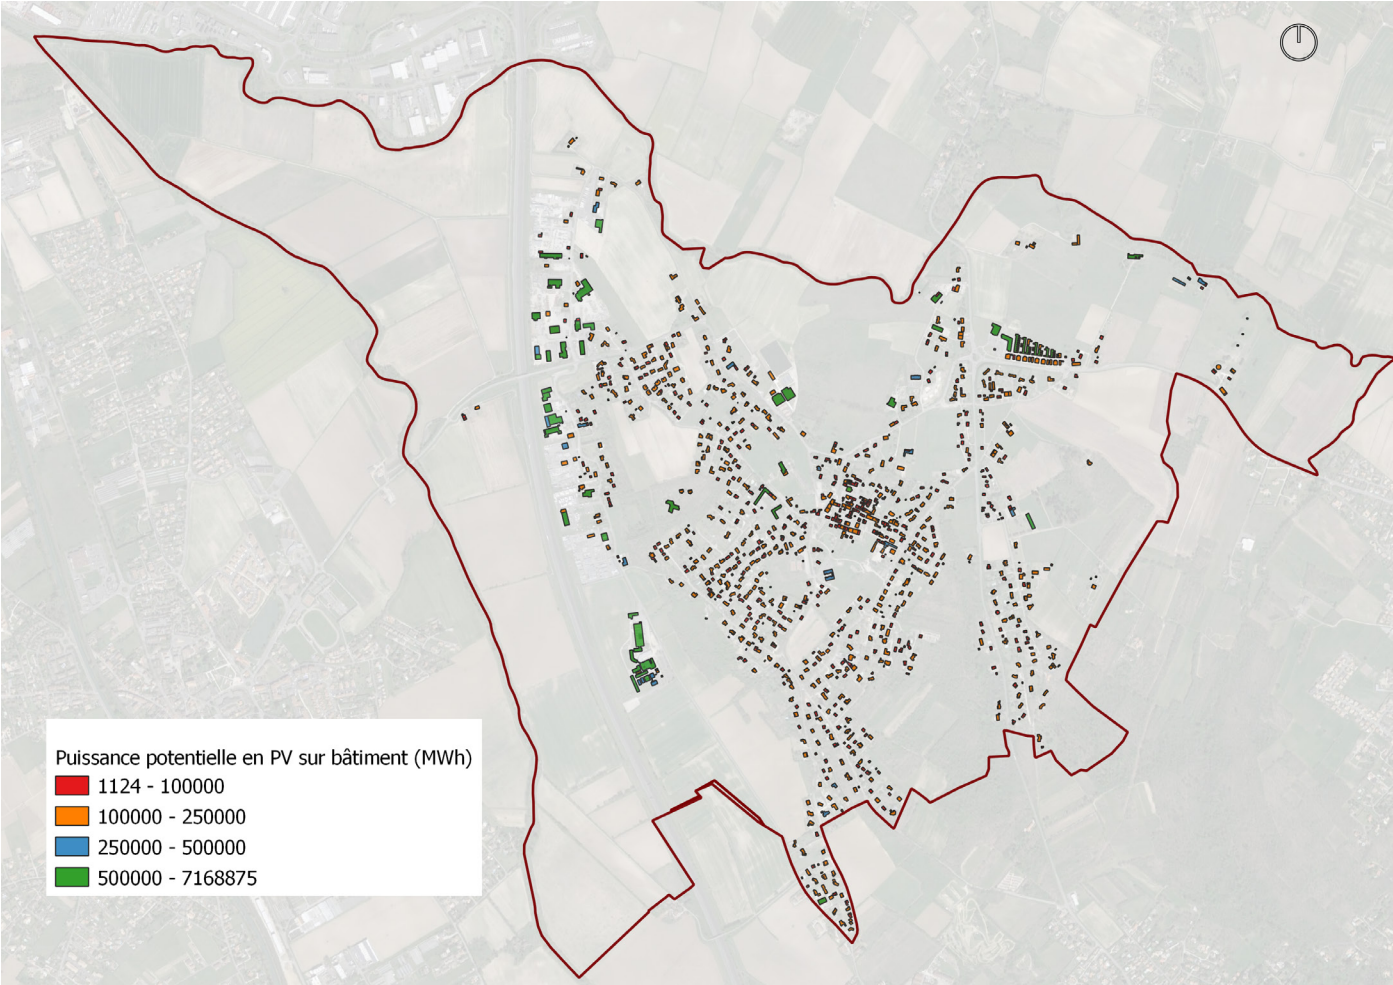 Puissance potentielle en PV sur bâtiment (MWh)
1124 - 100000
100000 - 250000
250000 - 500000
500000 - 7168875